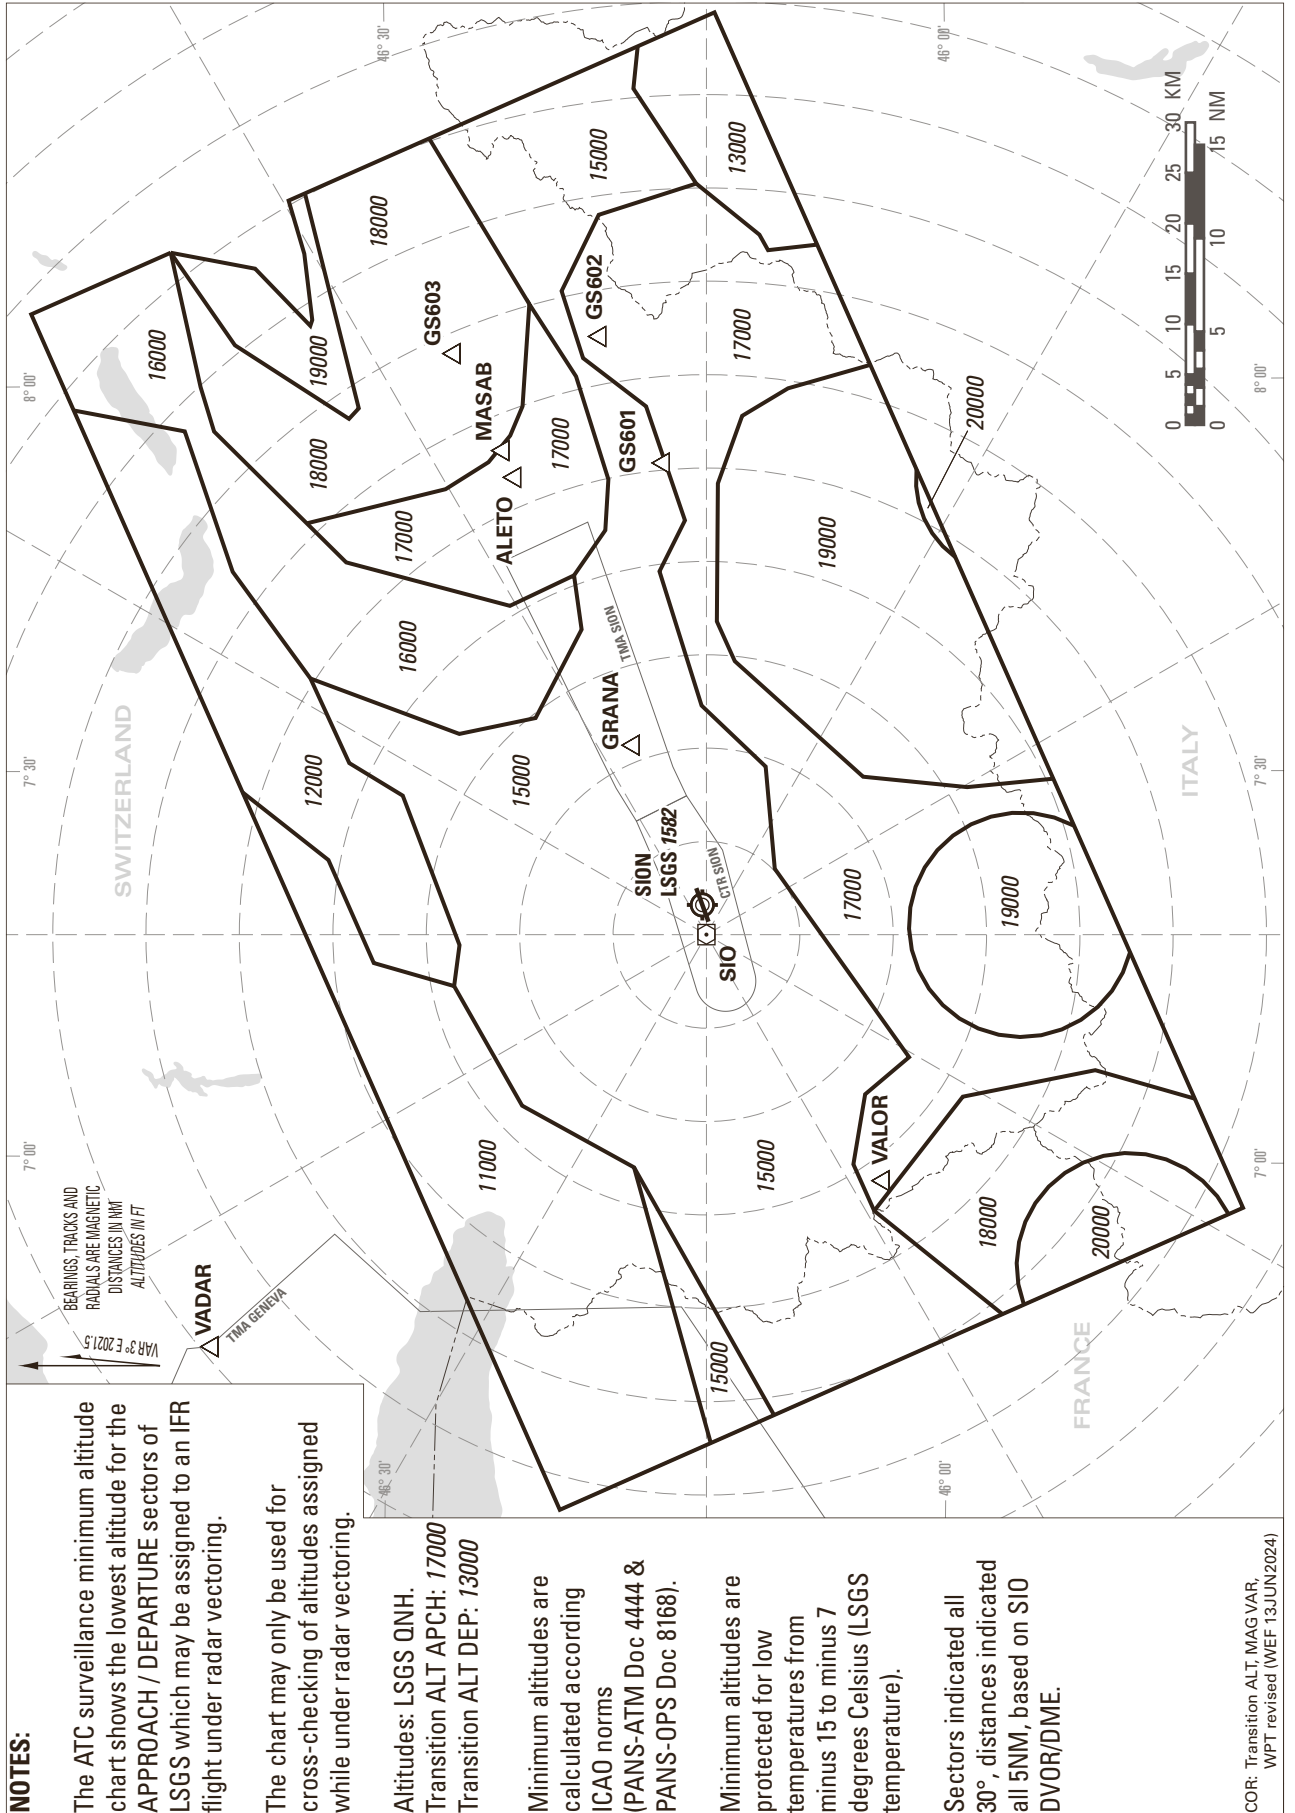 NOTES:
The ATC surveillance minimum altitude
chart shows the lowest altitude for the
APPROACH / DEPARTURE sectors of
LSGS which may be assigned to an IFR
flight under radar vectoring.
The chart may only be used for
cross-checking of altitudes assigned
while under radar vectoring.
Altitudes: LSGS QNH.
Transition ALT APCH: 17000
Transition ALT DEP: 13000
Minimum altitudes are
calculated according
ICAO norms
(PANS-ATM Doc 4444 &
PANS-OPS Doc 8168).
Minimum altitudes are
protected for low
temperatures from
minus 15 to minus 7
degrees Celsius (LSGS
temperature).
Sectors indicated all
30°, distances indicated
all 5NM, based on SIO
DVOR/DME.
COR: Transition ALT, MAG VAR,
WPT revised (WEF 13JUN2024)
BEARINGS, TRACKS AND
RADIALS ARE MAGNETIC
DISTANCES IN NM
ALTITUDES IN FT
VAR 3° E 2021.5
VADAR
TMA GENEVA
7° 00'
7° 30'
8° 00'
SWITZERLAND
46° 30'
46° 30'
11000
12000
16000
15000
15000
16000
17000
18000
19000
18000
GS603
MASAB
ALETO
17000
GRANA
TMA SION
GS601
GS602
15000
13000
17000
SION
LSGS 1582
CTR SION
SIO
15000
VALOR
17000
19000
20000
19000
18000
20000
FRANCE
ITALY
46° 00'
46° 00'
7° 00'
7° 30'
8° 00'
0 5 10 15 20 25 30 KM
0 5 10 15 NM